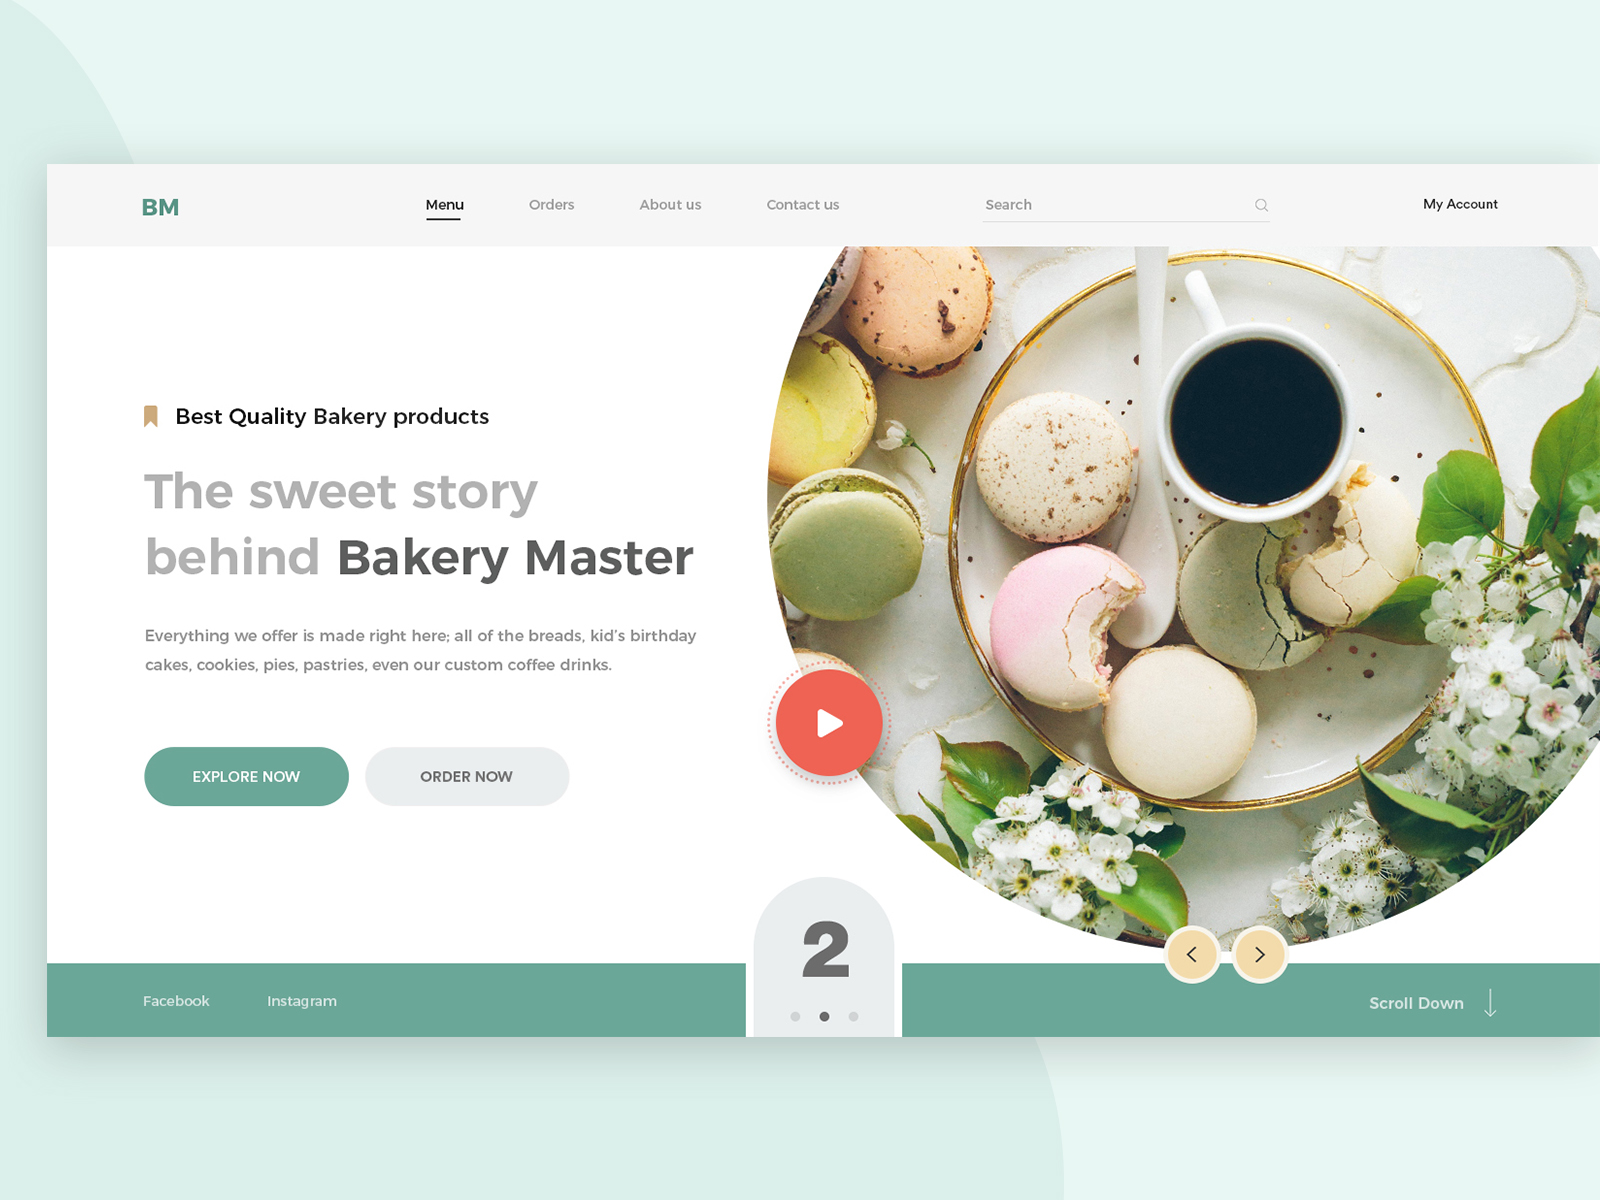 BM
Menu
Orders
About us
Contact us
Search
My Account
Best Quality Bakery products
The sweet story
behind Bakery Master
Everything we offer is made right here; all of the breads, kid's birthday
cakes, cookies, pies, pastries, even our custom coffee drinks.
EXPLORE NOW
ORDER NOW
2
Facebook
Instagram
Scroll Down